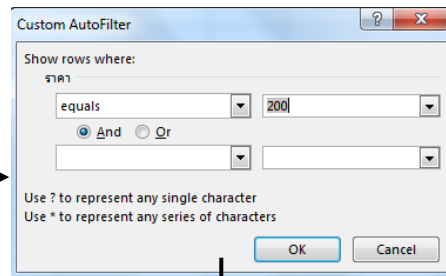 Custom AutoFilter
Show rows where:
ราคา
equals 200
And Or
Use ? to represent any single character
Use * to represent any series of characters
OK Cancel